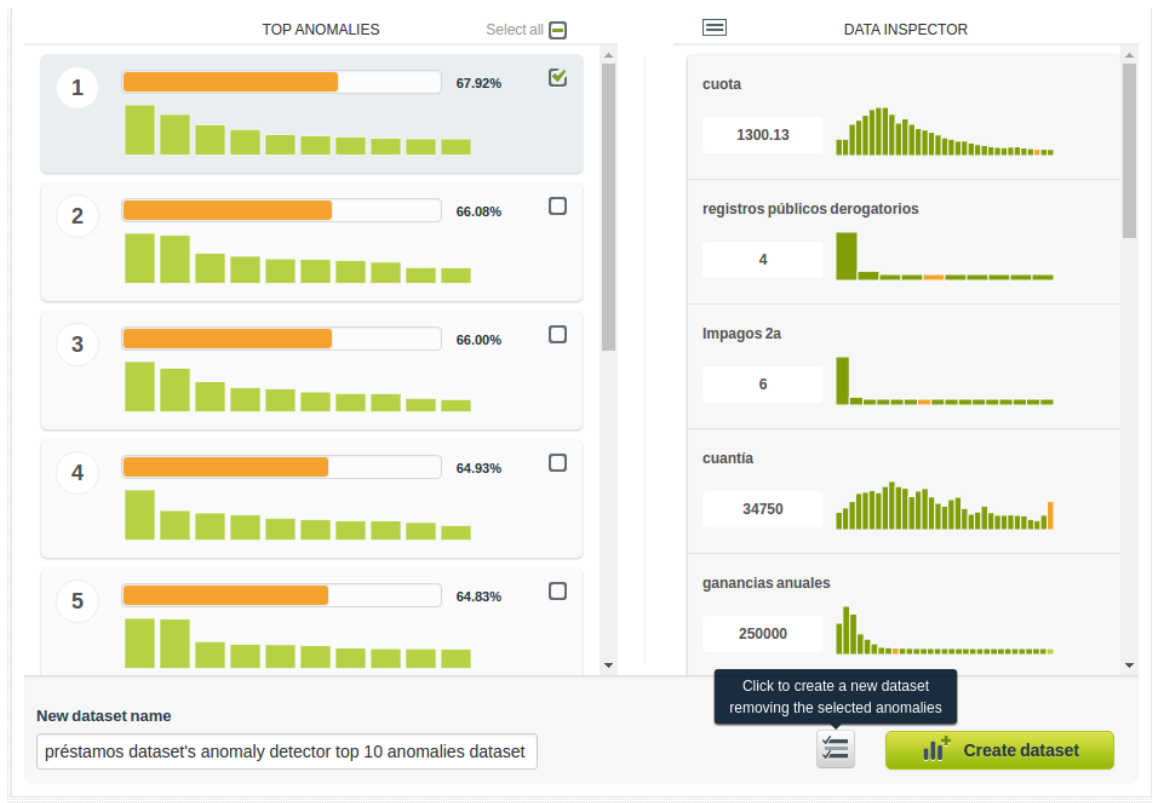 TOP ANOMALIES
Select all
1
67.92%
2
66.08%
3
66.00%
4
64.93%
5
64.83%
DATA INSPECTOR
cuota
1300.13
registros públicos derogatorios
4
Impagos 2a
6
cuantía
34750
ganancias anuales
250000
Click to create a new dataset
removing the selected anomalies
New dataset name
préstamos dataset's anomaly detector top 10 anomalies dataset
Create dataset